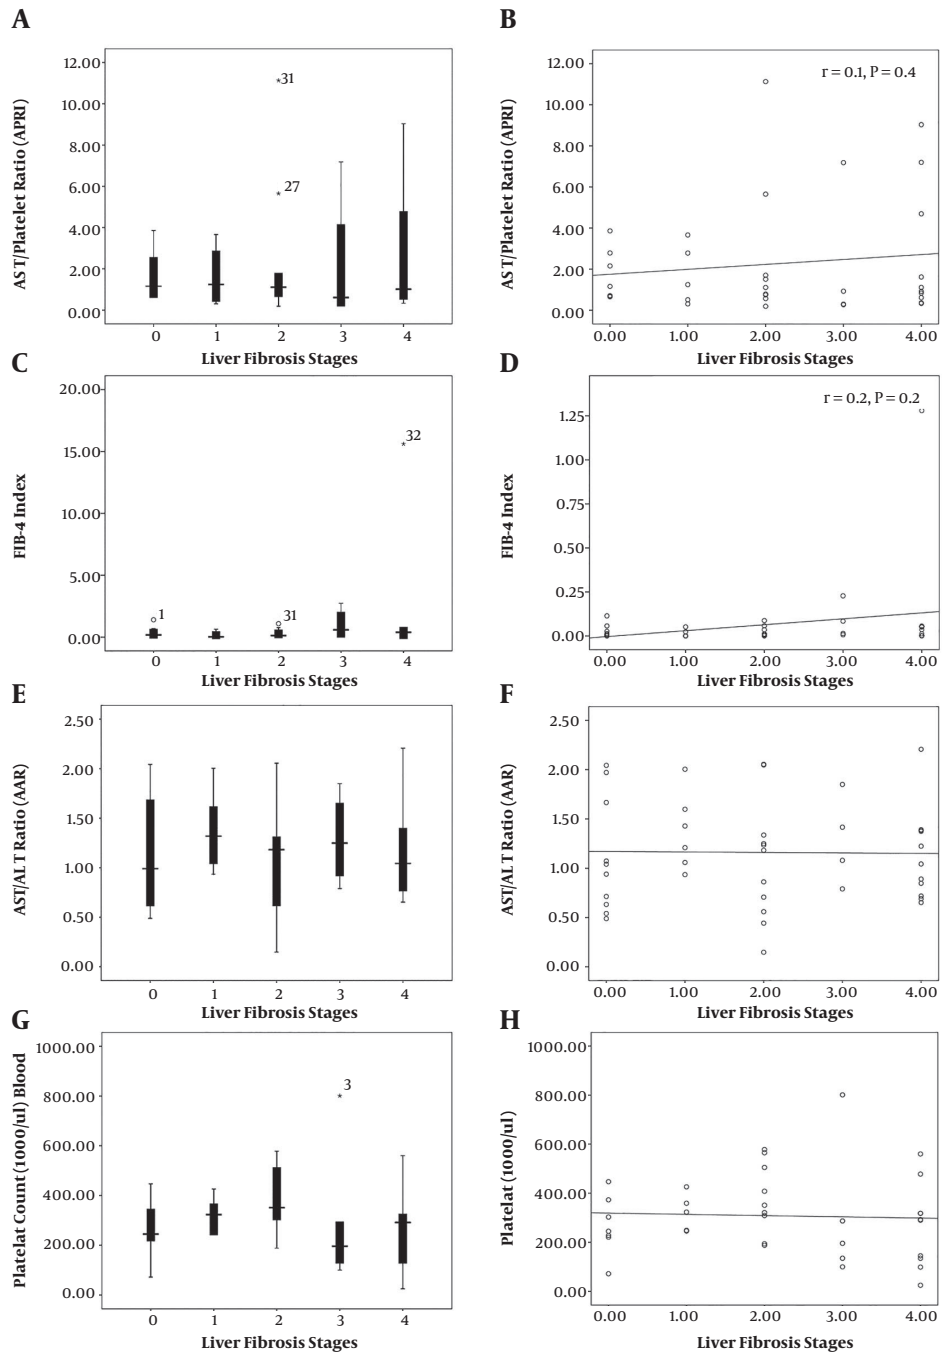 A
AST/Platelet Ratio (APRI)
12.00
10.00
8.00
6.00
4.00
2.00
0.00
*31
*27
0 1 2 3 4
Liver Fibrosis Stages
B
AST/Platelet Ratio (APRI)
12.00
10.00
8.00
6.00
4.00
2.00
0.00
r = 0.1, P = 0.4
0.00 1.00 2.00 3.00 4.00
Liver Fibrosis Stages
C
FIB-4 Index
20.00
15.00
10.00
5.00
0.00
1
31
*32
0 1 2 3 4
Liver Fibrosis Stages
D
FIB-4 Index
1.25
1.00
0.75
0.50
0.25
0.00
r = 0.2, P = 0.2
0.00 1.00 2.00 3.00 4.00
Liver Fibrosis Stages
E
AST/ALT Ratio (AAR)
2.50
2.00
1.50
1.00
0.50
0.00
0 1 2 3 4
Liver Fibrosis Stages
F
AST/ALT Ratio (AAR)
2.50
2.00
1.50
1.00
0.50
0.00
0.00 1.00 2.00 3.00 4.00
Liver Fibrosis Stages
G
Platelat Count (1000/ul) Blood
1000.00
800.00
600.00
400.00
200.00
0.00
*3
0 1 2 3 4
Liver Fibrosis Stages
H
Platelat (1000/ul)
1000.00
800.00
600.00
400.00
200.00
0.00
0.00 1.00 2.00 3.00 4.00
Liver Fibrosis Stages